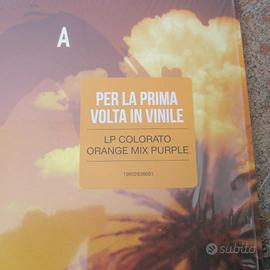 A
PER LA PRIMA
VOLTA IN VINILE
LP COLORATO
ORANGE MIX PURPLE
subito